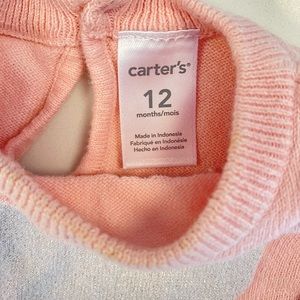 carter's®
12
months/mois
Made in Indonesia
Fabriqué en Indonésie
Hecho en Indonesia